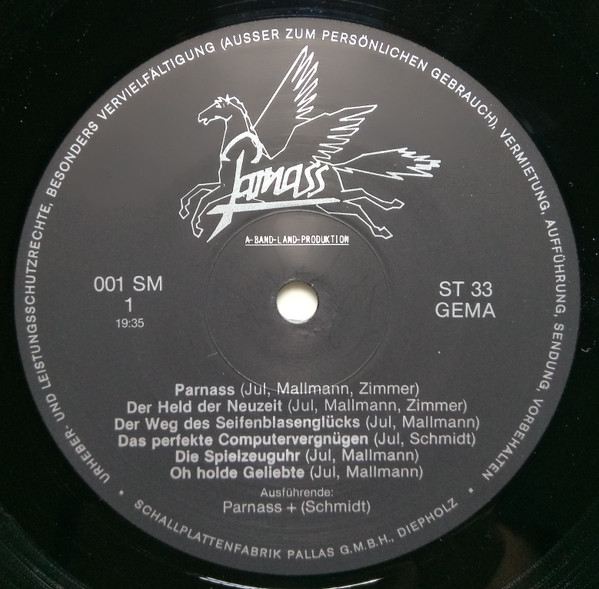 URHEBER- UND LEISTUNGSSCHUTZRECHTE, BESONDERS VERVIELFÄLTIGUNG (AUSSER ZUM PERSÖNLICHEN GEBRAUCH), VERMIETUNG, AUFFÜHRUNG, SENDUNG, VORBEHALTEN
Parnass
A-BAND-LAND-PRODUKTION
001 SM
1
19:35
ST 33
GEMA
Parnass (Jul, Mallmann, Zimmer)
Der Held der Neuzeit (Jul, Mallmann, Zimmer)
Der Weg des Seifenblasenglücks (Jul, Mallmann)
Das perfekte Computervergnügen (Jul, Schmidt)
Die Spielzeuguhr (Jul, Mallmann)
Oh holde Geliebte (Jul, Mallmann)
Ausführende:
Parnass + (Schmidt)
• SCHALLPLATTENFABRIK PALLAS G.M.B.H., DIEPHOLZ •